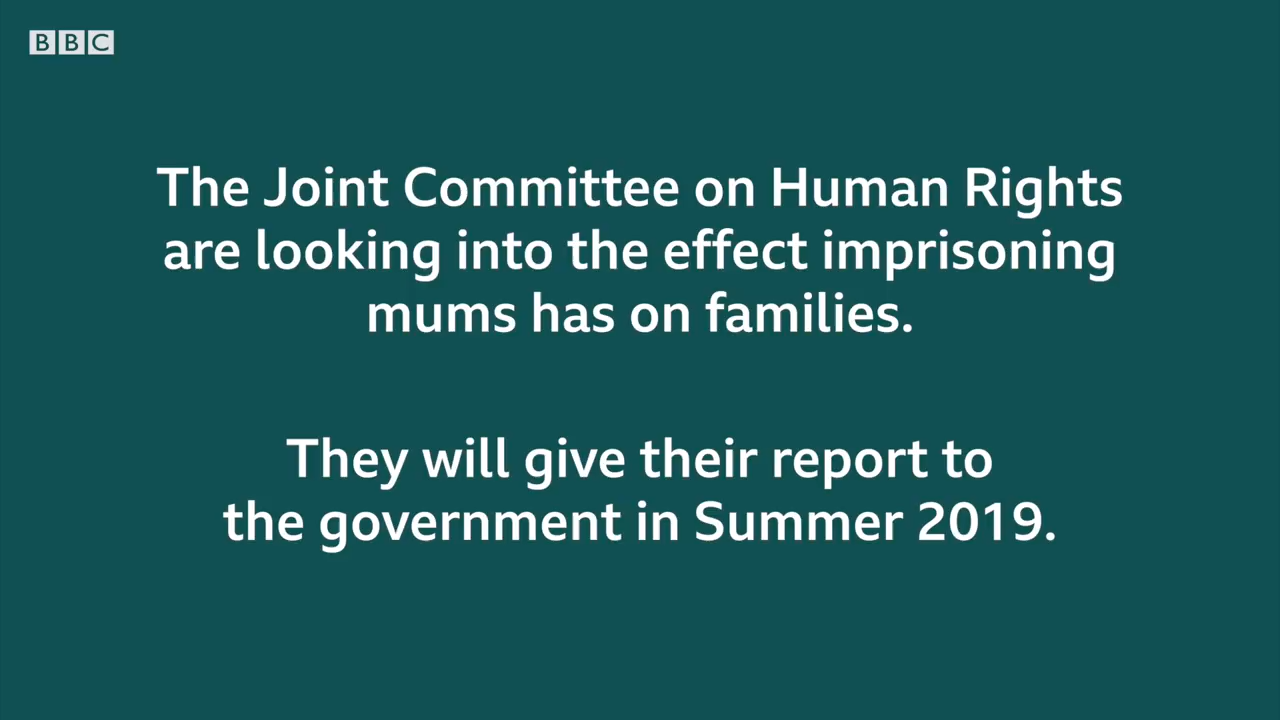 BBC
The Joint Committee on Human Rights
are looking into the effect imprisoning
mums has on families.
They will give their report to
the government in Summer 2019.